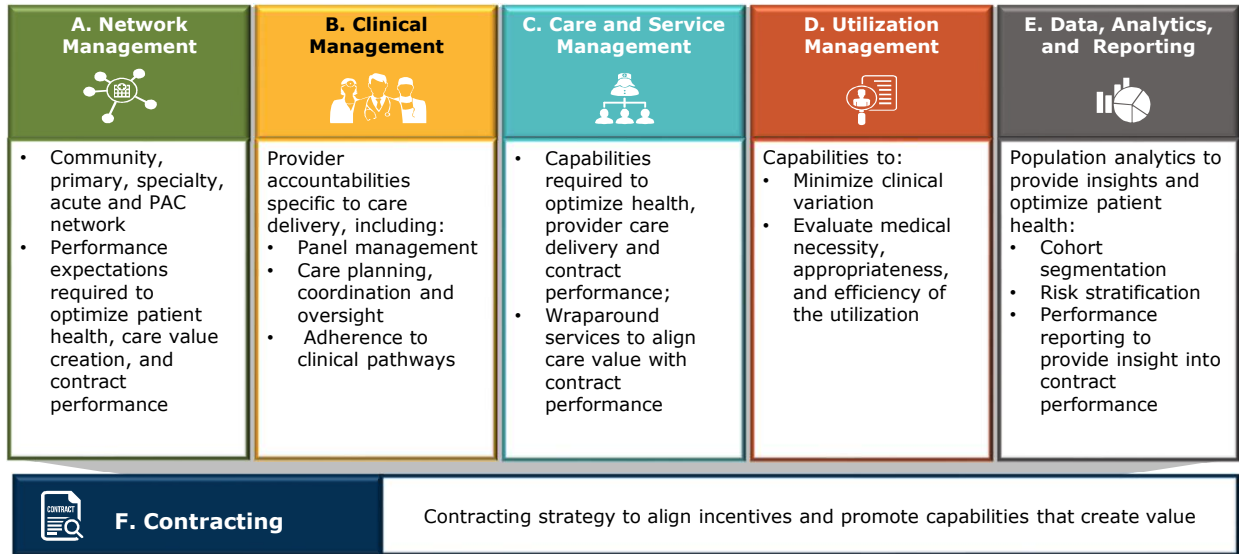 A. Network
Management
B. Clinical
Management
C. Care and Service
Management
D. Utilization
Management
E. Data, Analytics,
and Reporting
• Community,
primary, specialty,
acute and PAC
network
• Performance
expectations
required to
optimize patient
health, care value
creation, and
contract
performance
Provider
accountabilities
specific to care
delivery, including:
• Panel management
• Care planning,
coordination and
oversight
• Adherence to
clinical pathways
• Capabilities
required to
optimize health,
provider care
delivery and
contract
performance;
• Wraparound
services to align
care value with
contract
performance
Capabilities to:
• Minimize clinical
variation
• Evaluate medical
necessity,
appropriateness,
and efficiency of
the utilization
Population analytics to
provide insights and
optimize patient
health:
• Cohort
segmentation
• Risk stratification
• Performance
reporting to
provide insight into
contract
performance
CONTRACT
F. Contracting
Contracting strategy to align incentives and promote capabilities that create value